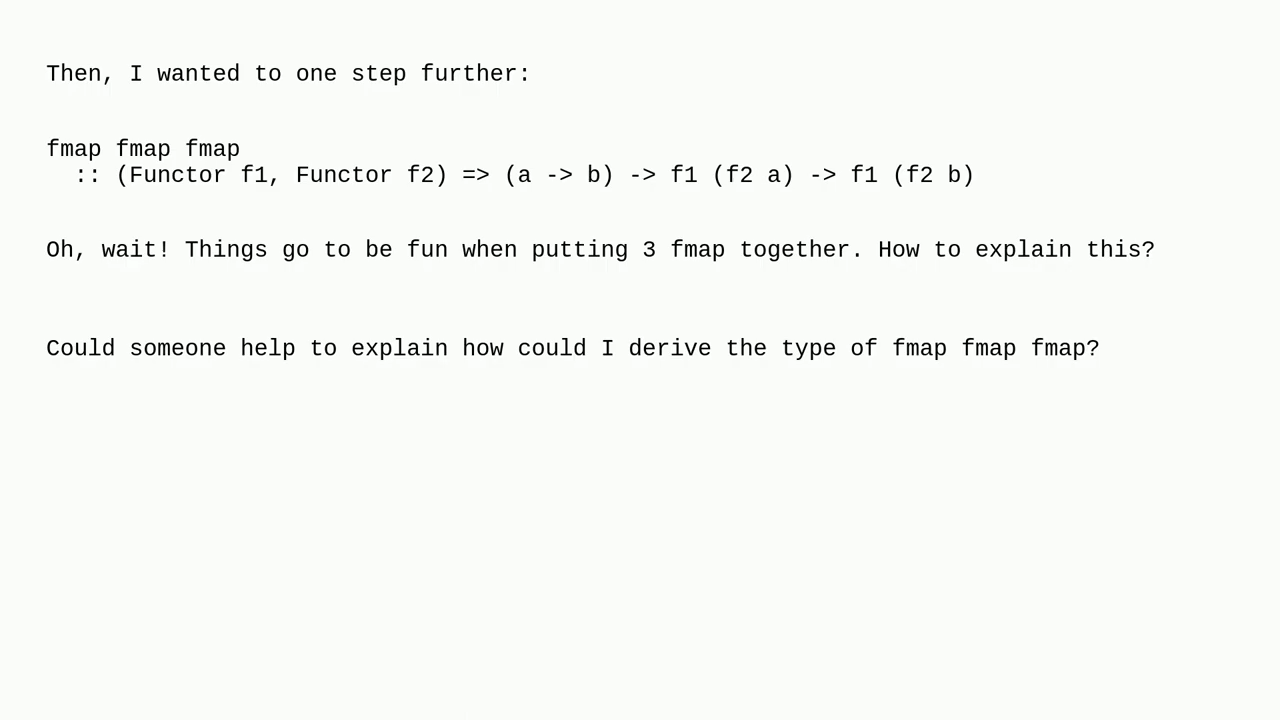 Then, I wanted to one step further:
fmap fmap fmap
  :: (Functor f1, Functor f2) => (a -> b) -> f1 (f2 a) -> f1 (f2 b)
Oh, wait! Things go to be fun when putting 3 fmap together. How to explain this?
Could someone help to explain how could I derive the type of fmap fmap fmap?